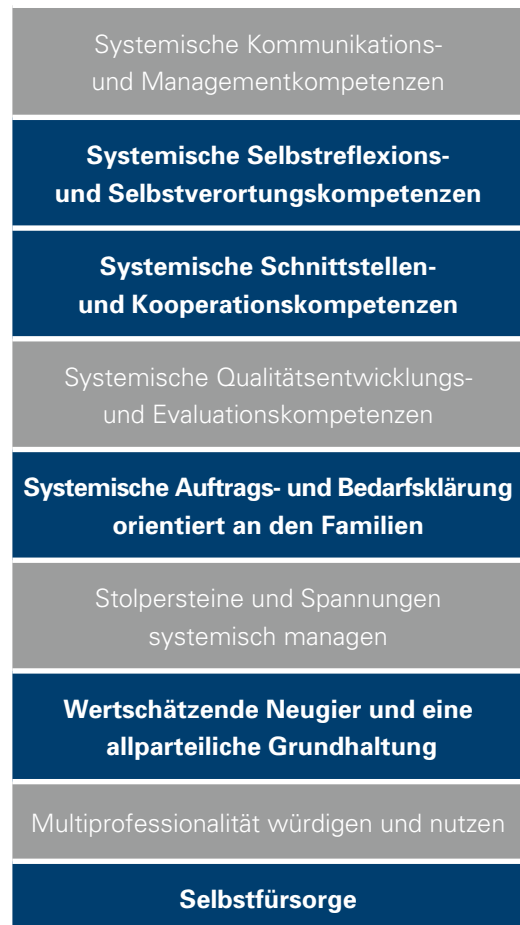 Systemische Kommunikations-
und Managementkompetenzen
Systemische Selbstreflexions-
und Selbstverortungskompetenzen
Systemische Schnittstellen-
und Kooperationskompetenzen
Systemische Qualitätsentwicklungs-
und Evaluationskompetenzen
Systemische Auftrags- und Bedarfsklärung
orientiert an den Familien
Stolpersteine und Spannungen
systemisch managen
Wertschätzende Neugier und eine
allparteiliche Grundhaltung
Multiprofessionalität würdigen und nutzen
Selbstfürsorge